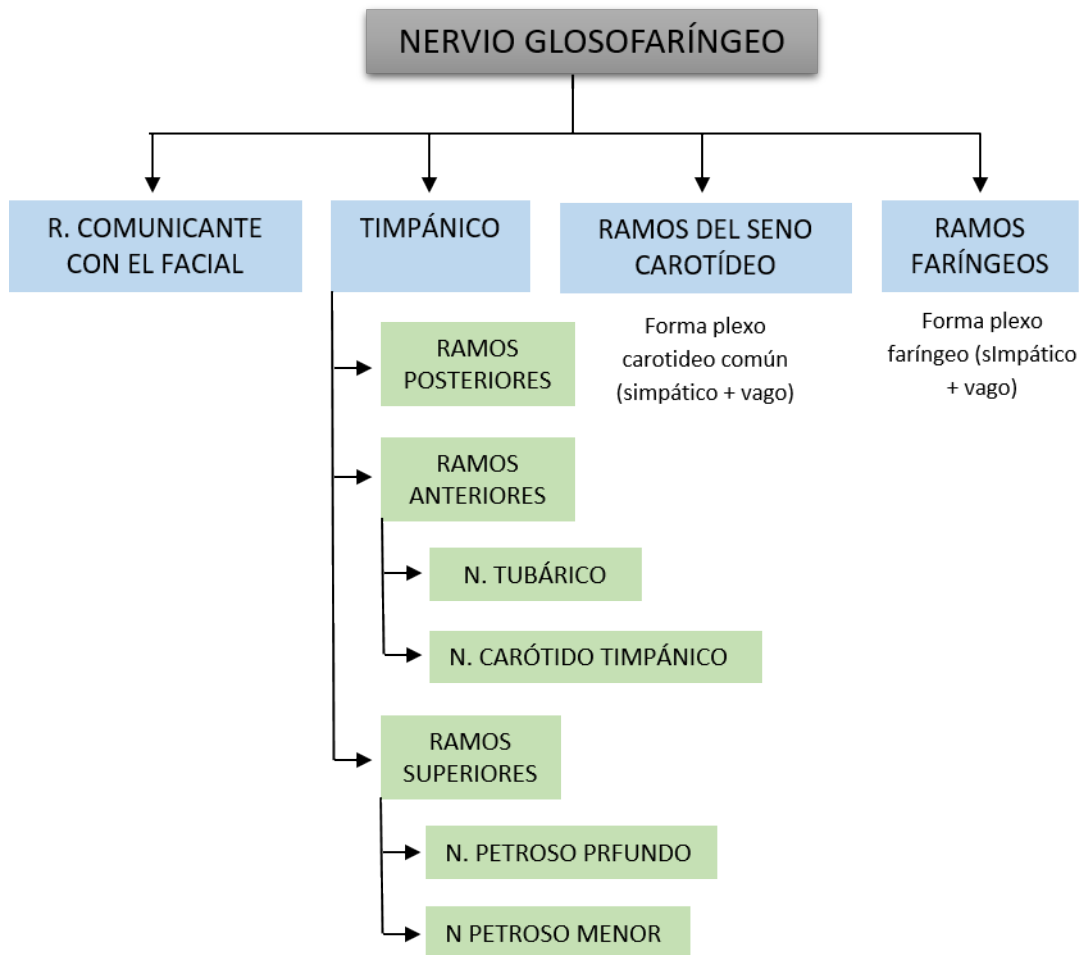 NERVIO GLOSOFARÍNGEO
R. COMUNICANTE
CON EL FACIAL
TIMPÁNICO
RAMOS DEL SENO
CAROTÍDEO
RAMOS
FARÍNGEOS
Forma plexo
carotideo común
(simpático + vago)
Forma plexo
faríngeo (sImpático
+ vago)
RAMOS
POSTERIORES
RAMOS
ANTERIORES
N. TUBÁRICO
N. CARÓTIDO TIMPÁNICO
RAMOS
SUPERIORES
N. PETROSO PRFUNDO
N PETROSO MENOR